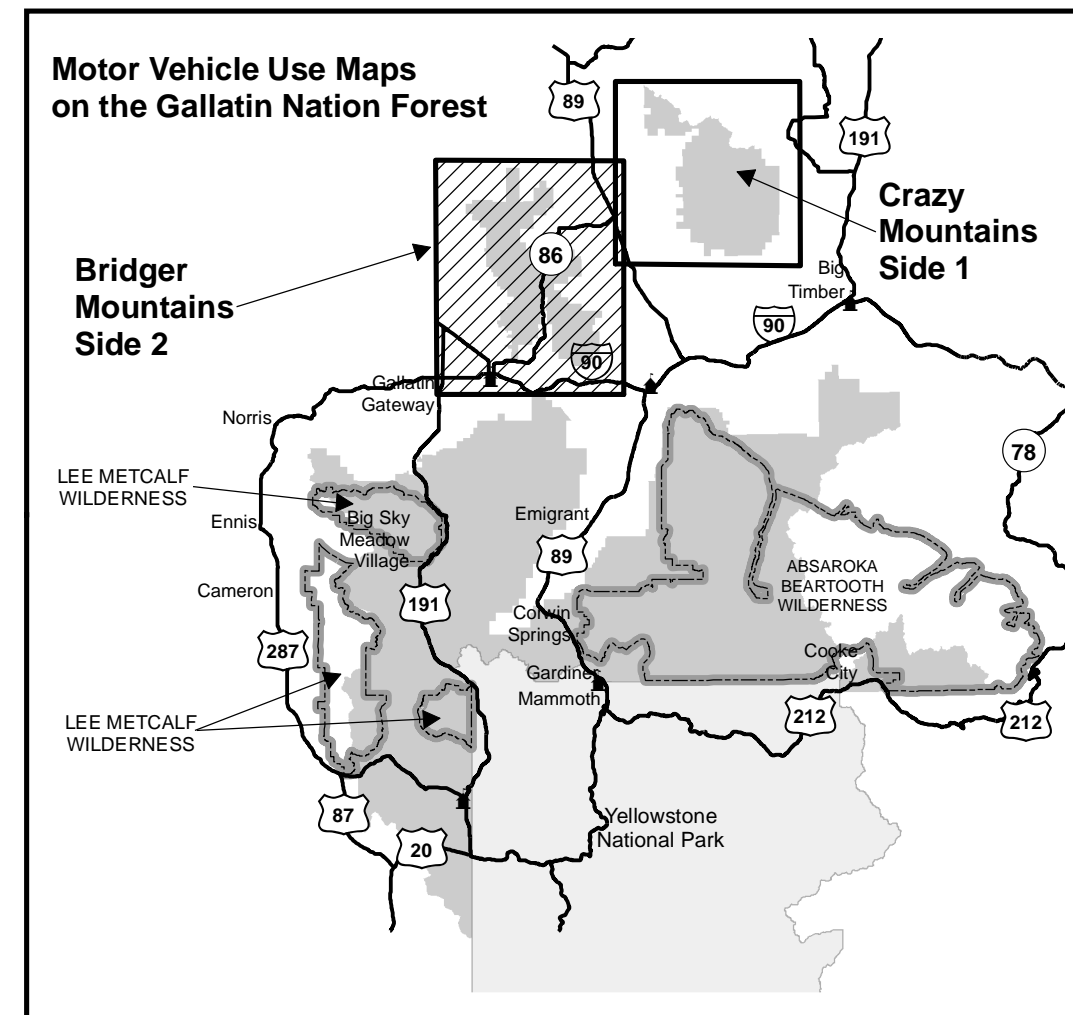 Motor Vehicle Use Maps
on the Gallatin Nation Forest
89
191
Crazy
Mountains
Side 1
86
Bridger
Mountains
Side 2
Big
Timber
90
90
Gallatin
Gateway
Norris
78
LEE METCALF
WILDERNESS
Ennis
Big Sky
Meadow
Village
Emigrant
89
ABSAROKA
BEARTOOTH
WILDERNESS
Cameron
191
Corwin
Springs
287
Cooke
City
Gardiner
Mammoth
LEE METCALF
WILDERNESS
212
212
87
20
Yellowstone
National Park